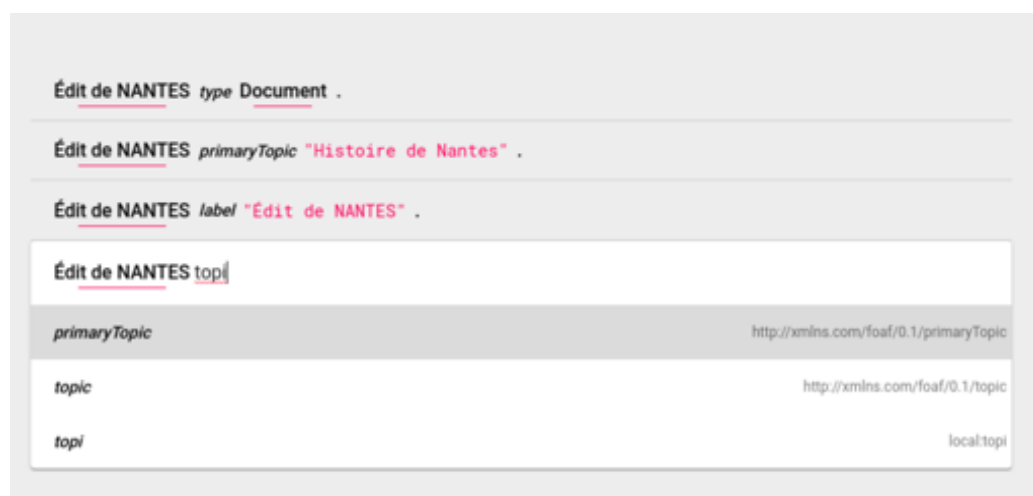 Édit de NANTES type Document .
Édit de NANTES primaryTopic "Histoire de Nantes" .
Édit de NANTES label "Édit de NANTES" .
Édit de NANTES topi
primaryTopic http://xmlns.com/foaf/0.1/primaryTopic
topic http://xmlns.com/foaf/0.1/topic
topi local:topi